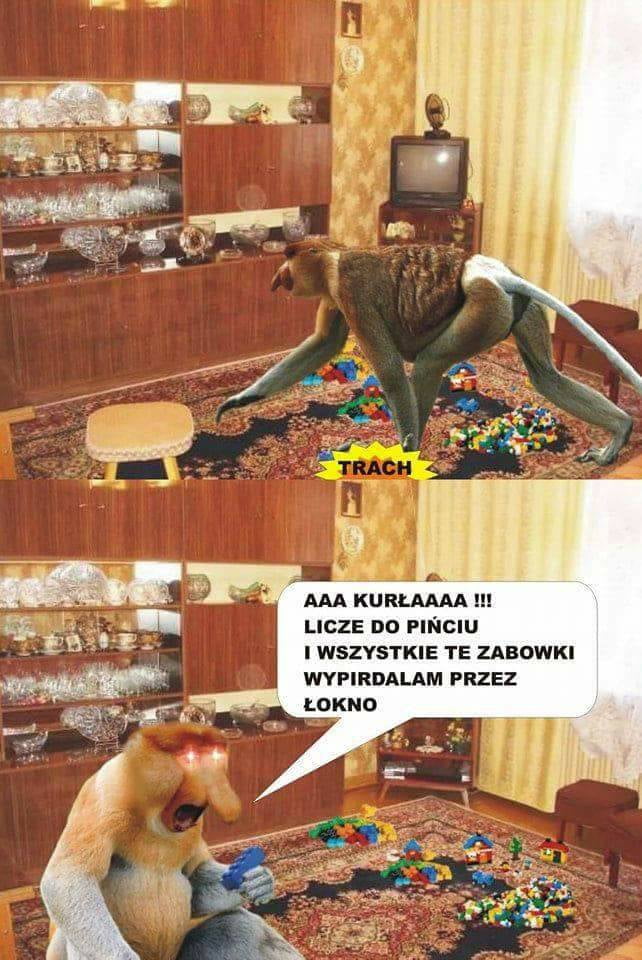 TRACH
AAA KURŁAAAA !!!
LICZE DO PIŃCIU
I WSZYSTKIE TE ZABOWKI
WYPIRDALAM PRZEZ
ŁOKNO